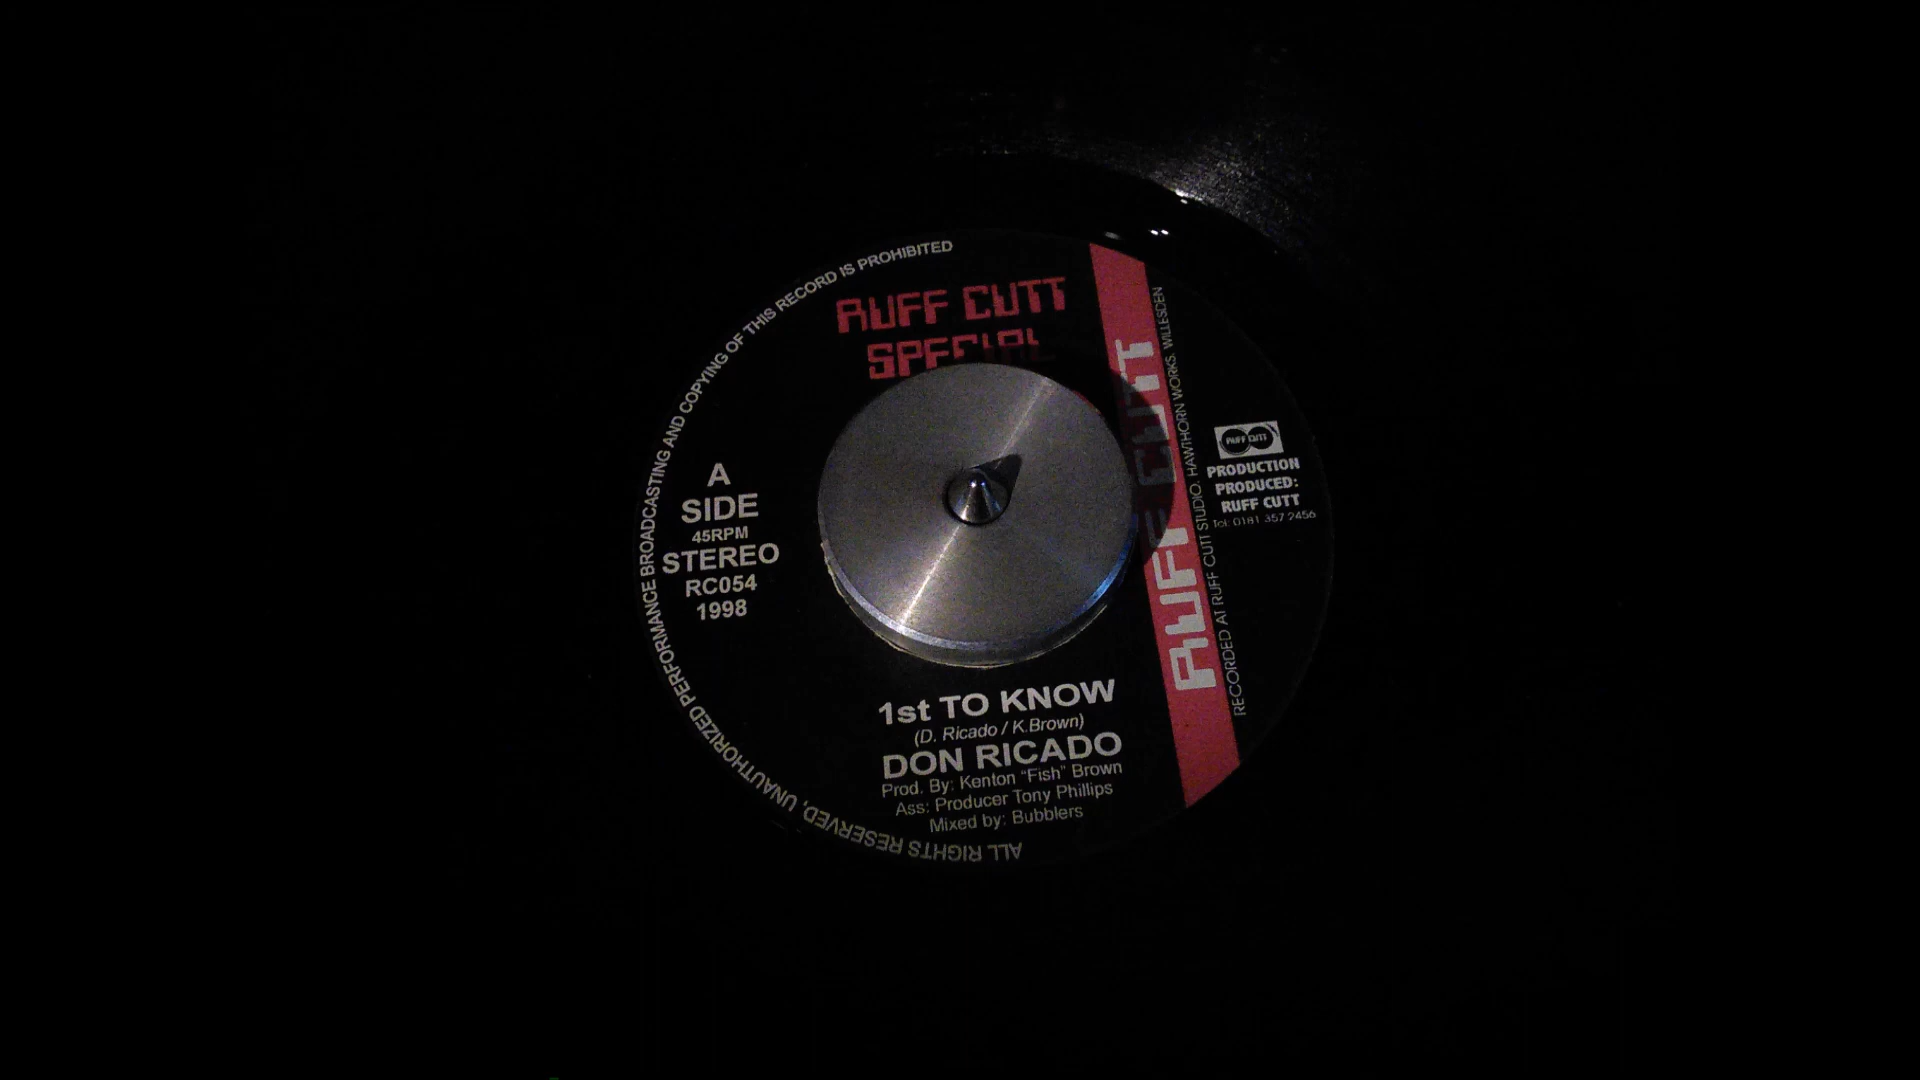 ALL RIGHTS RESERVED, UNAUTHORIZED PERFORMANCE BROADCASTING AND COPYING OF THIS RECORD IS PROHIBITED
RUFF CUTT
SPECIAL
A
SIDE
45RPM
STEREO
RC054
1998
RUFF CUTT
RECORDED AT RUFF CUTT STUDIO. HAWTHORN WORKS. WILLESDEN
RUFF CUTT
PRODUCTION
PRODUCED:
RUFF CUTT
Tel: 0181 357 2456
1st TO KNOW
(D. Ricado / K.Brown)
DON RICADO
Prod. By: Kenton "Fish" Brown
Ass: Producer Tony Phillips
Mixed by: Bubblers